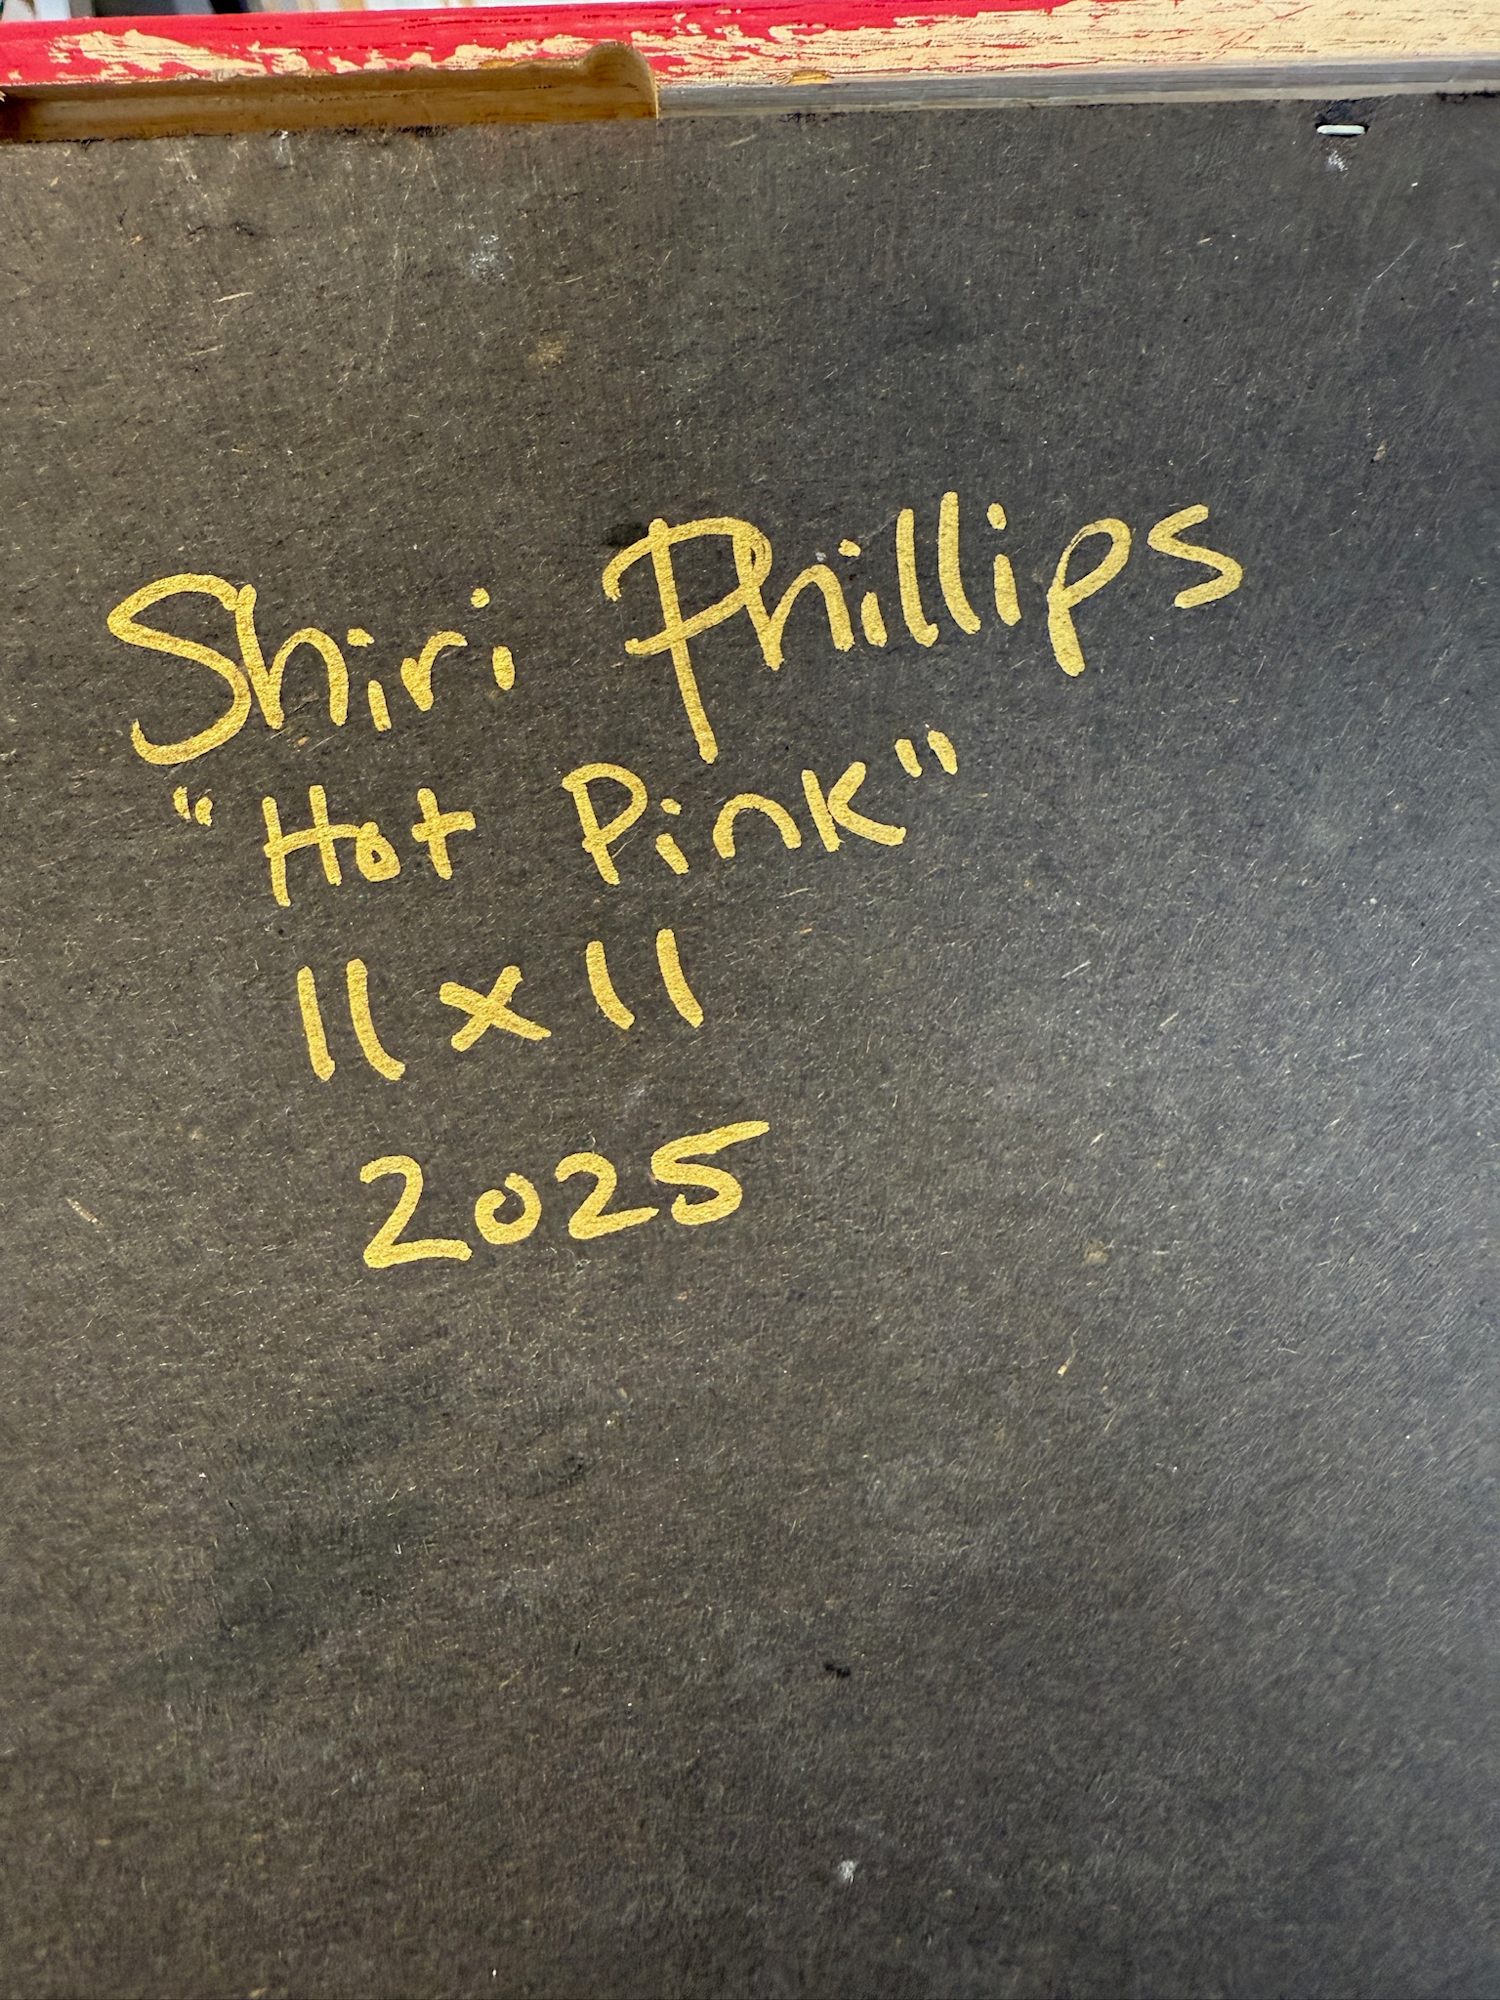 Shiri Phillips
"Hot Pink"
11 x 11
2025